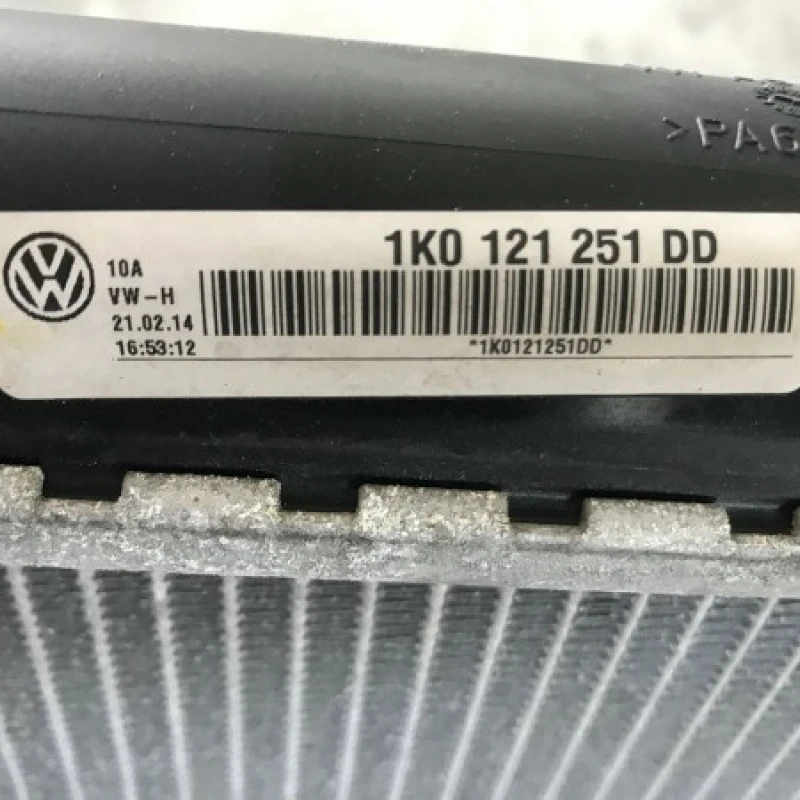 >PA6
1K0 121 251 DD
10A
VW-H
21.02.14
16:53:12
*1K0121251DD*